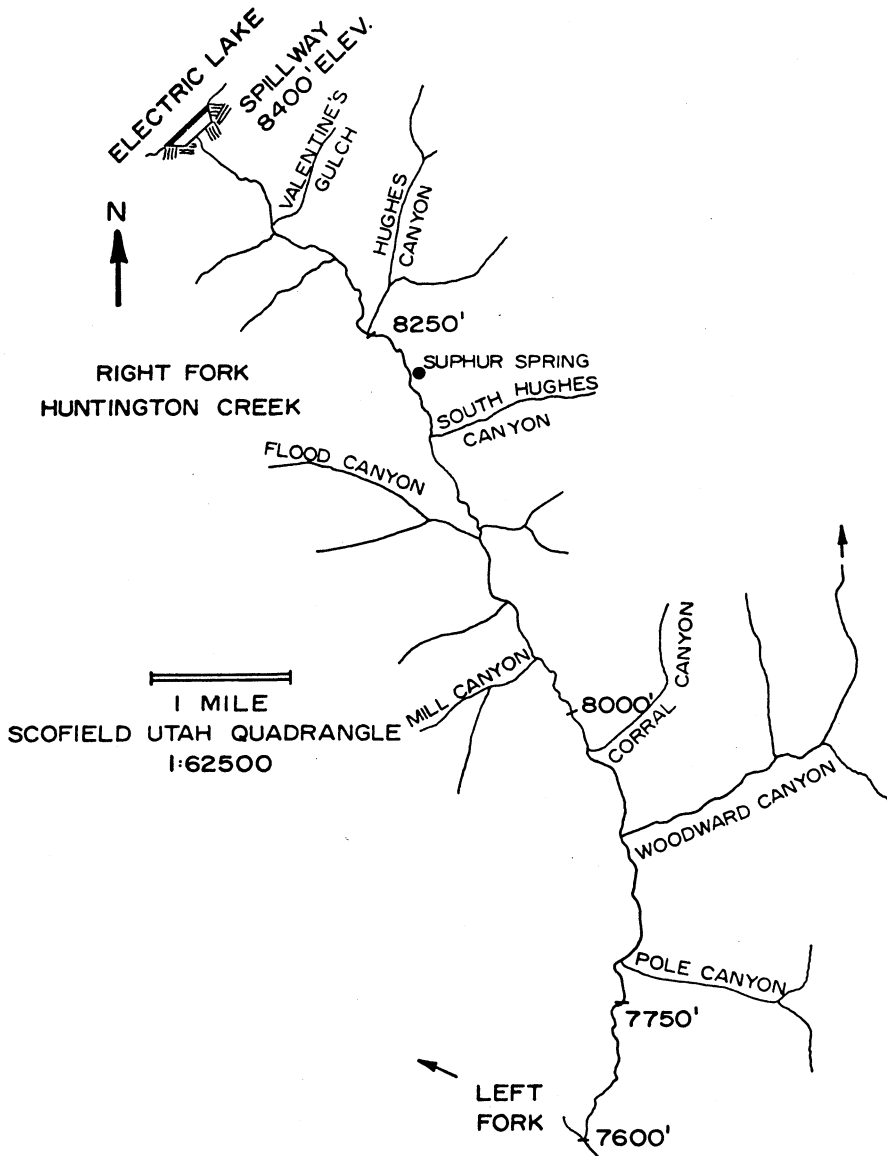 ELECTRIC LAKE
SPILLWAY
8400' ELEV.
VALENTINE'S
GULCH
HUGHES
CANYON
N
8250'
SUPHUR SPRING
RIGHT FORK
HUNTINGTON CREEK
SOUTH HUGHES
CANYON
FLOOD CANYON
MILL CANYON
1 MILE
SCOFIELD UTAH QUADRANGLE
1:62500
8000'
CORRAL CANYON
WOODWARD CANYON
POLE CANYON
7750'
LEFT
FORK
7600'